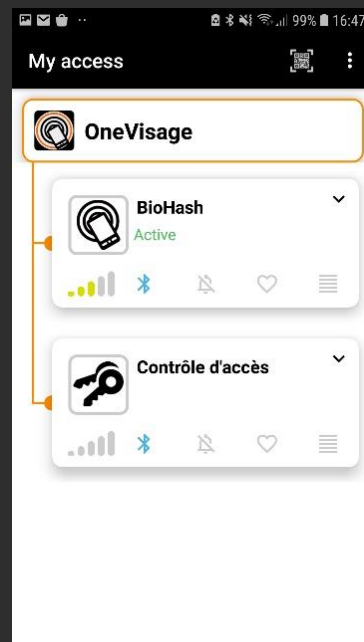 99% 16:47
My access
OneVisage
BioHash
Active
Contrôle d'accès